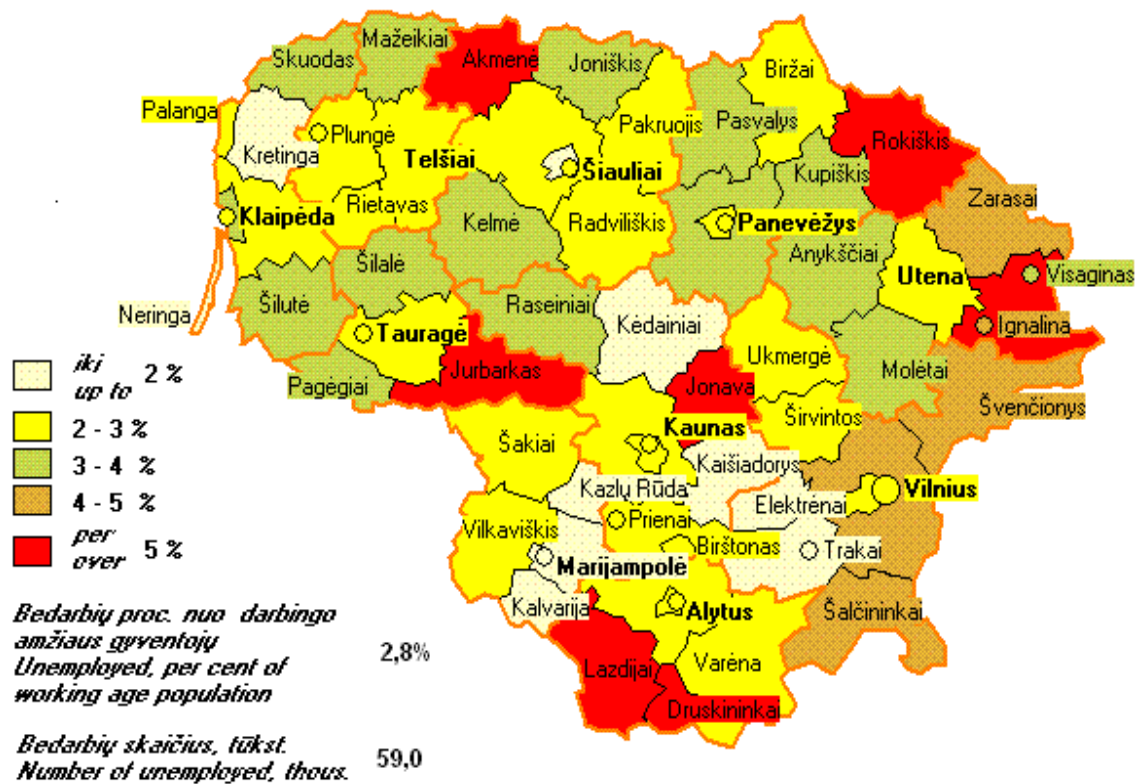 Mažeikiai
Skuodas
Akmenė
Joniškis
Biržai
Palanga
Pakruojis
Pasvalys
Plungė
Rokiškis
Kretinga
Telšiai
Šiauliai
Kupiškis
Zarasai
Rietavas
Klaipėda
Kelmė
Radviliškis
Panevėžys
Anykščiai
Šilalė
Utena
Visaginas
Šilutė
Raseiniai
Neringa
Kėdainiai
Ignalina
Tauragė
Ukmergė
iki
up to 2 %
Pagėgiai
Jurbarkas
Jonava
Molėtai
Švenčionys
2 - 3 %
Širvintos
Kaunas
Šakiai
3 - 4 %
Kaišiadorys
Kazlų Rūda
Vilnius
4 - 5 %
Elektrėnai
Vilkaviškis
Prienai
per
over 5 %
Birštonas
Trakai
Marijampolė
Kalvarija
Alytus
Šalčininkai
Bedarbių proc. nuo darbingo
amžiaus gyventojų
Unemployed, per cent of
working age population
2,8%
Lazdijai
Varėna
Druskininkai
Bedarbių skaičius, tūkst.
Number of unemployed, thous.
59,0